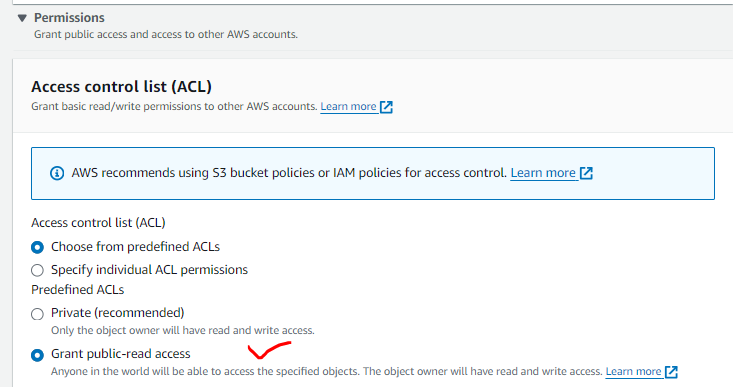 Permissions
Grant public access and access to other AWS accounts.
Access control list (ACL)
Grant basic read/write permissions to other AWS accounts. Learn more
AWS recommends using S3 bucket policies or IAM policies for access control. Learn more
Access control list (ACL)
Choose from predefined ACLs
Specify individual ACL permissions
Predefined ACLs
Private (recommended)
Only the object owner will have read and write access.
Grant public-read access
Anyone in the world will be able to access the specified objects. The object owner will have read and write access. Learn more